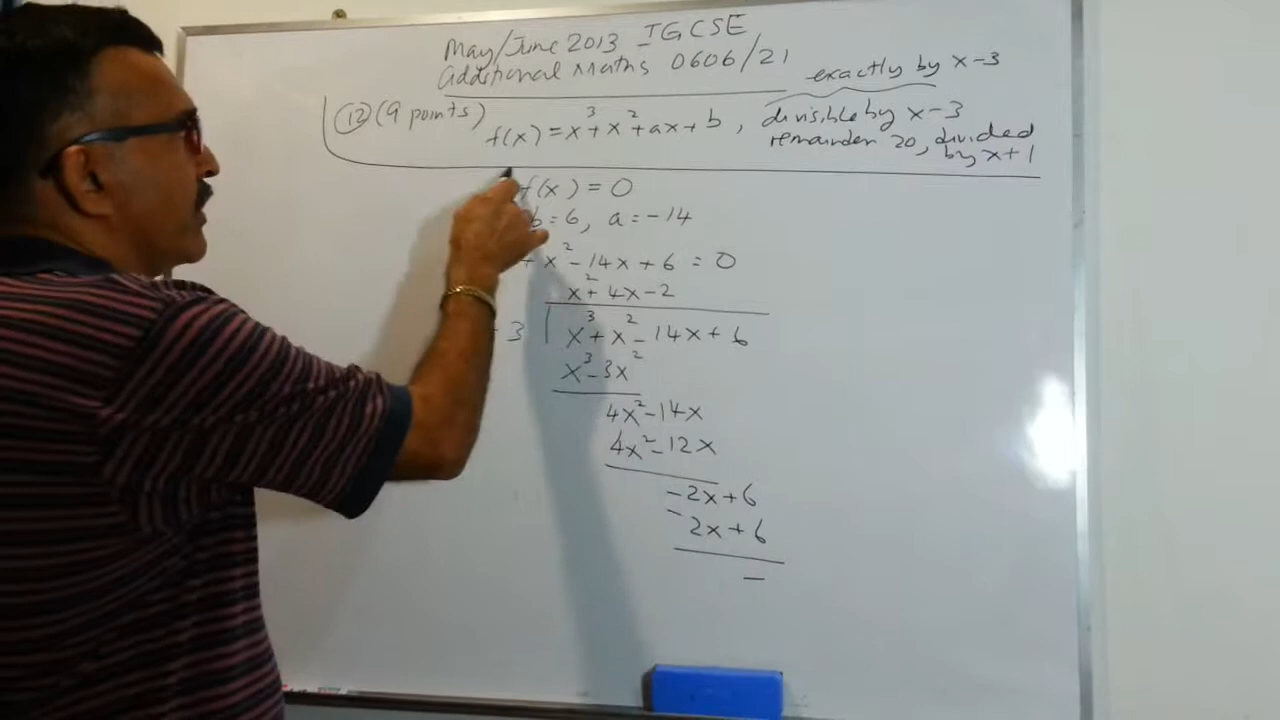 May/June 2013 IGCSE
Additional Maths 0606/21
exactly by x-3
12 (9 points) f(x) = x³ + x² + ax + b, divisible by x-3
remainder 20, divided by x+1
f(x) = 0
b = 6, a = -14
+ x² - 14x + 6 = 0
x² + 4x - 2
3 x³ + x² - 14x + 6
x³ - 3x²
4x² - 14x
4x² - 12x
-2x + 6
-2x + 6
—